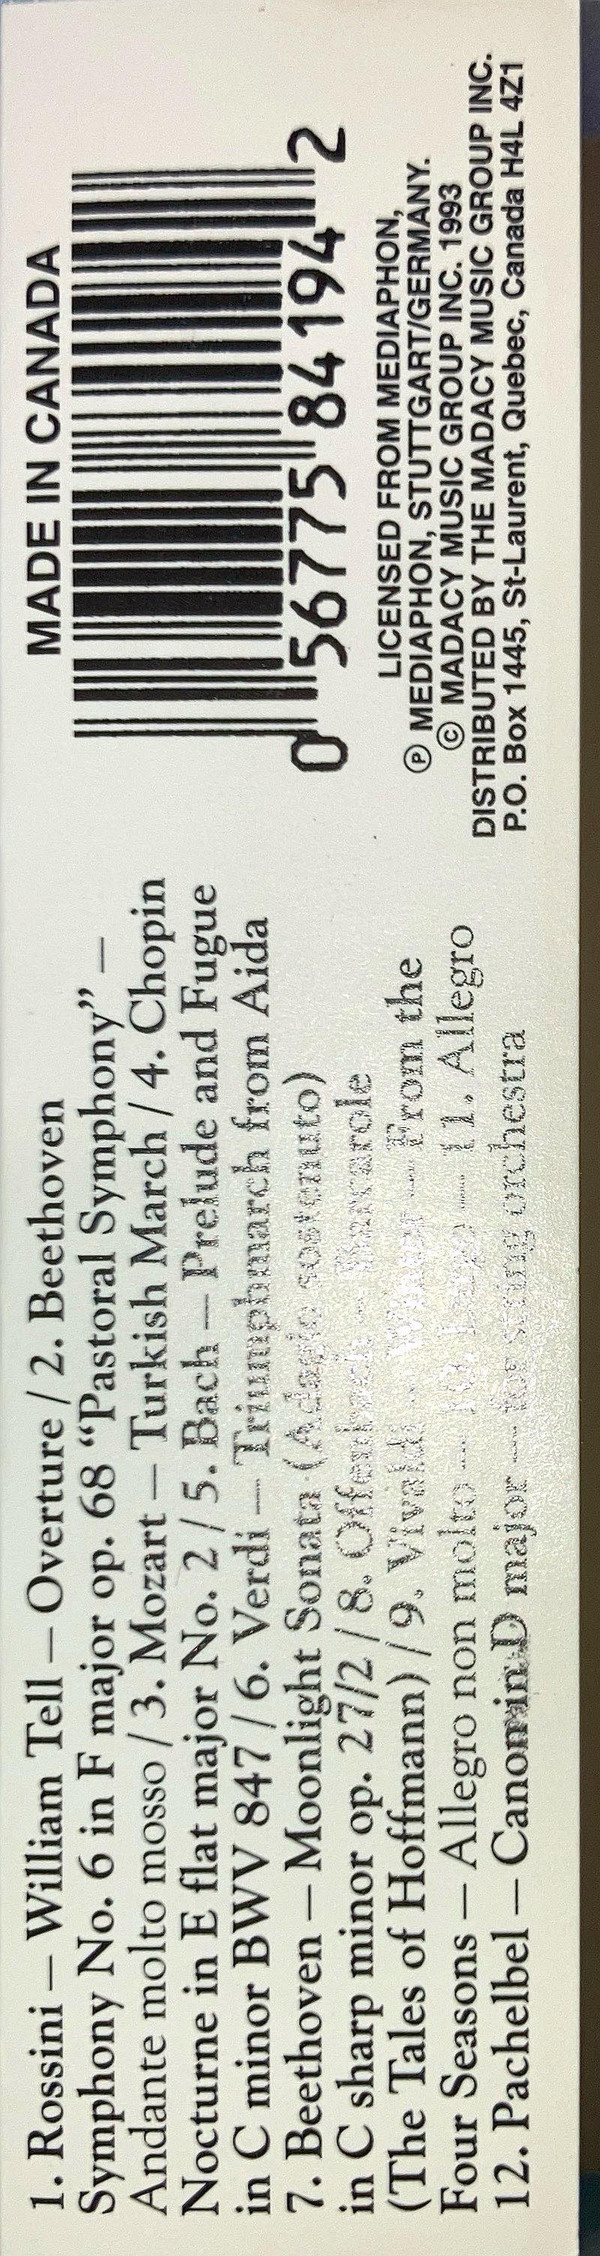 1. Rossini – William Tell – Overture / 2. Beethoven
Symphony No. 6 in F major op. 68 “Pastoral Symphony” –
Andante molto mosso / 3. Mozart – Turkish March / 4. Chopin
Nocturne in E flat major No. 2 / 5. Bach – Prelude and Fugue
in C minor BWV 847 / 6. Verdi – Triumphmarch from Aida
7. Beethoven – Moonlight Sonata (Adagio sostenuto)
in C sharp minor op. 27/2 / 8. Offenbach – Barcarole
(The Tales of Hoffmann) / 9. Vivaldi – Winter – From the
Four Seasons – Allegro non molto – 10. Largo – 11. Allegro
12. Pachelbel – Canon in D major – for string orchestra
MADE IN CANADA
0 56775 84194 2
LICENSED FROM MEDIAPHON,
Ⓟ MEDIAPHON, STUTTGART/GERMANY.
© MADACY MUSIC GROUP INC. 1993
DISTRIBUTED BY THE MADACY MUSIC GROUP INC.
P.O. Box 1445, St-Laurent, Quebec, Canada H4L 4Z1